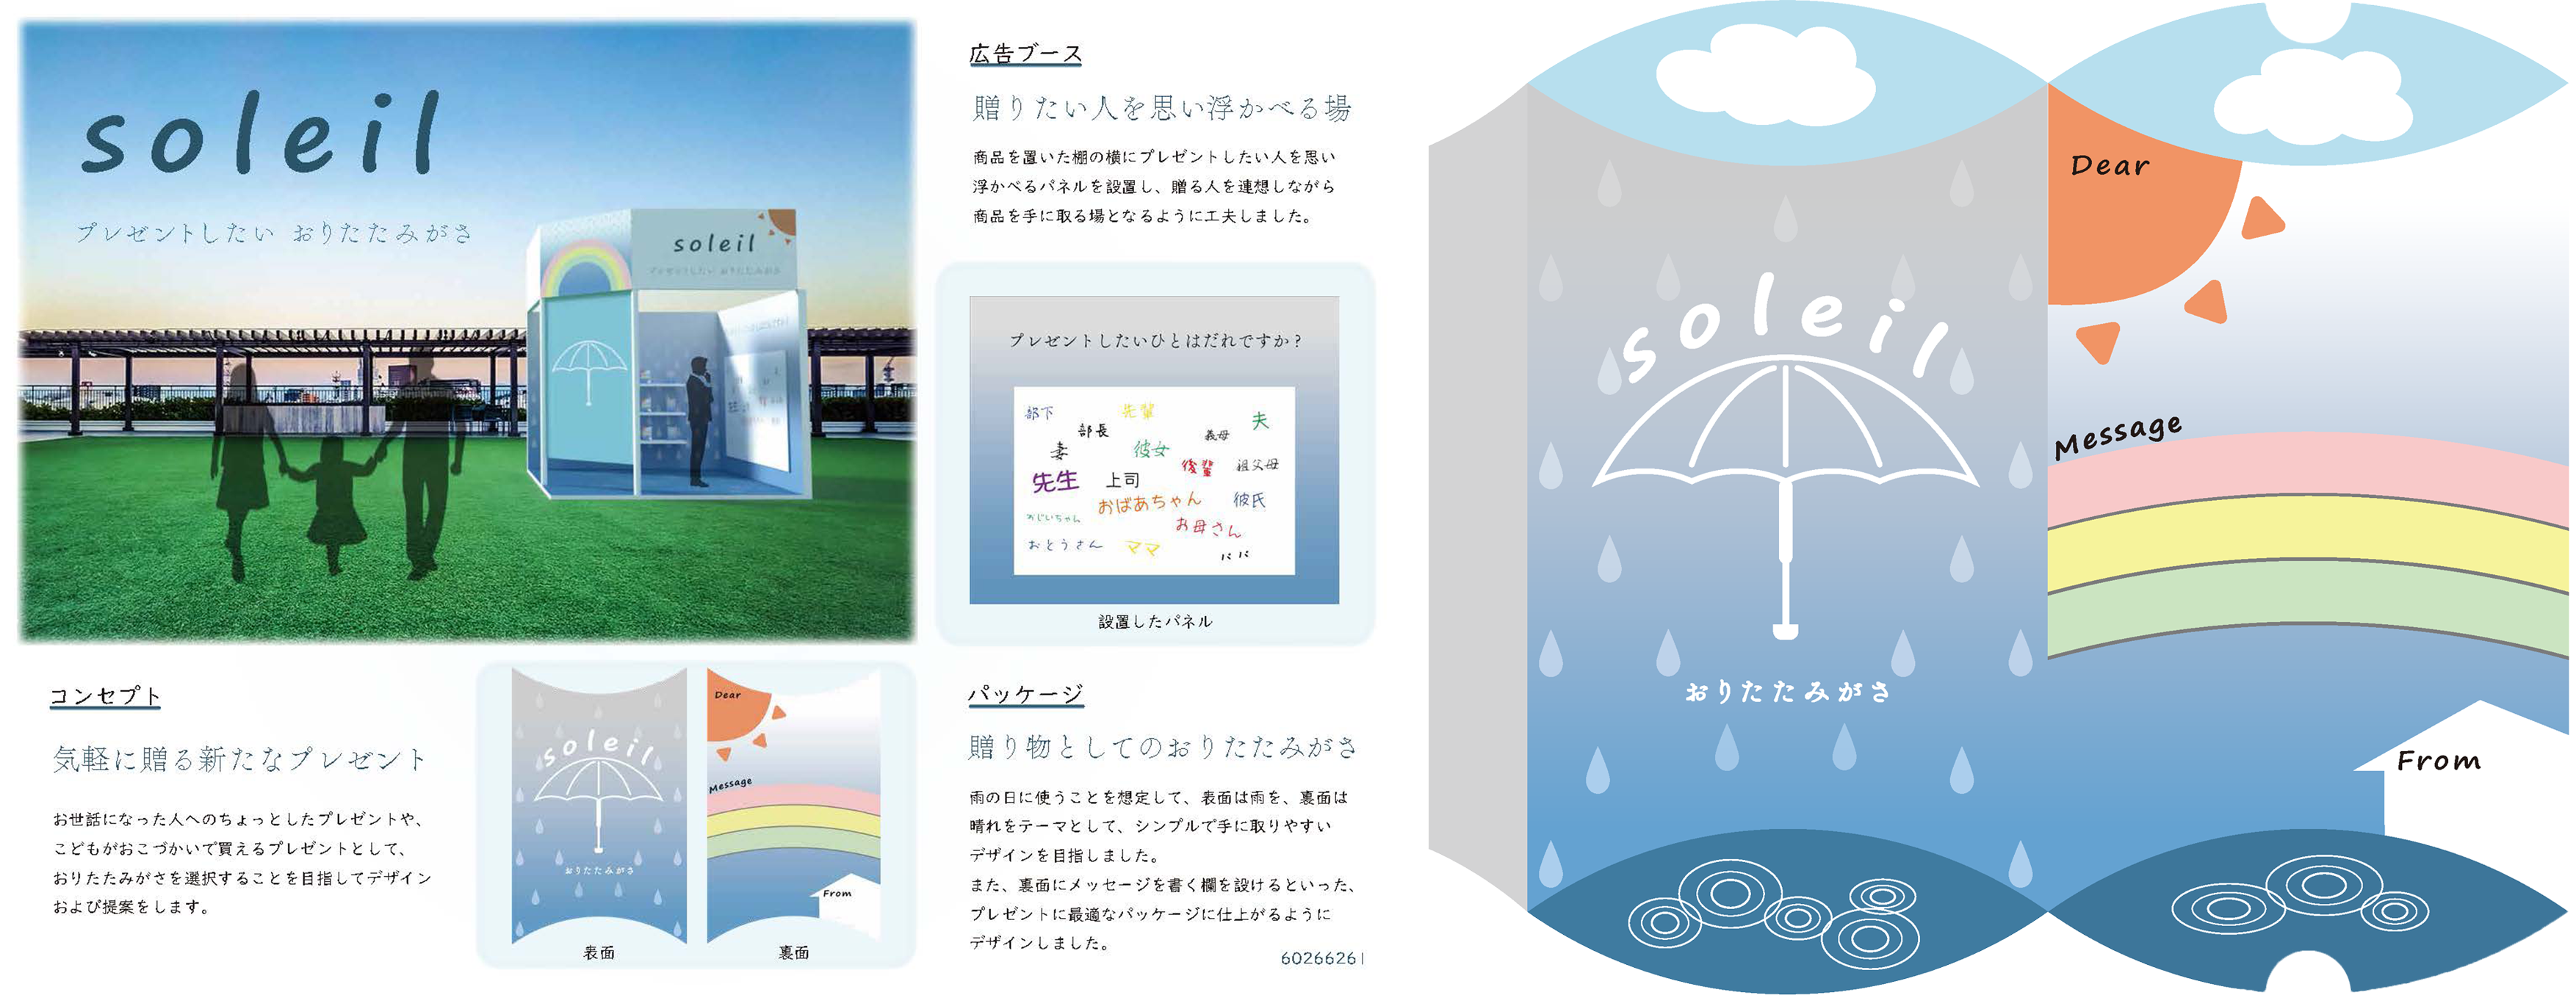 soleil
プレゼントしたい おりたたみがさ
soleil
プレゼントしたい おりたたみがさ
コンセプト
気軽に贈る新たなプレゼント
お世話になった人へのちょっとしたプレゼントや、
こどもがおこづかいで買えるプレゼントとして、
おりたたみがさを選択することを目指してデザイン
および提案をします。
soleil
おりたたみがさ
表面
Dear
Message
From
裏面
広告ブース
贈りたい人を思い浮かべる場
商品を置いた棚の横にプレゼントしたい人を思い
浮かべるパネルを設置し、贈る人を連想しながら
商品を手に取る場となるように工夫しました。
プレゼントしたいひとはだれですか?
部下
先輩
夫
部長
義母
妻
彼女
後輩
祖父母
先生
上司
おばあちゃん
彼氏
おじいちゃん
お母さん
おとうさん
ママ
パパ
設置したパネル
パッケージ
贈り物としてのおりたたみがさ
雨の日に使うことを想定して、表面は雨を、裏面は
晴れをテーマとして、シンプルで手に取りやすい
デザインを目指しました。
また、裏面にメッセージを書く欄を設けるといった、
プレゼントに最適なパッケージに仕上がるように
デザインしました。
60266261
soleil
おりたたみがさ
Dear
Message
From